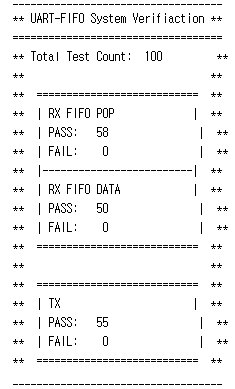 ------------------------------
** UART-FIFO System Verifiaction **
==============================
** Total Test Count:  100        **
**                             **
**  =======================  **
**  | RX FIFO POP           |  **
**  | PASS:   58             |  **
**  | FAIL:    0             |  **
**  |-----------------------|  **
**  | RX FIFO DATA          |  **
**  | PASS:   50             |  **
**  | FAIL:    0             |  **
**  =======================  **
**                             **
**  =======================  **
**  | TX                    |  **
**  | PASS:   55             |  **
**  | FAIL:    0             |  **
**  =======================  **
------------------------------